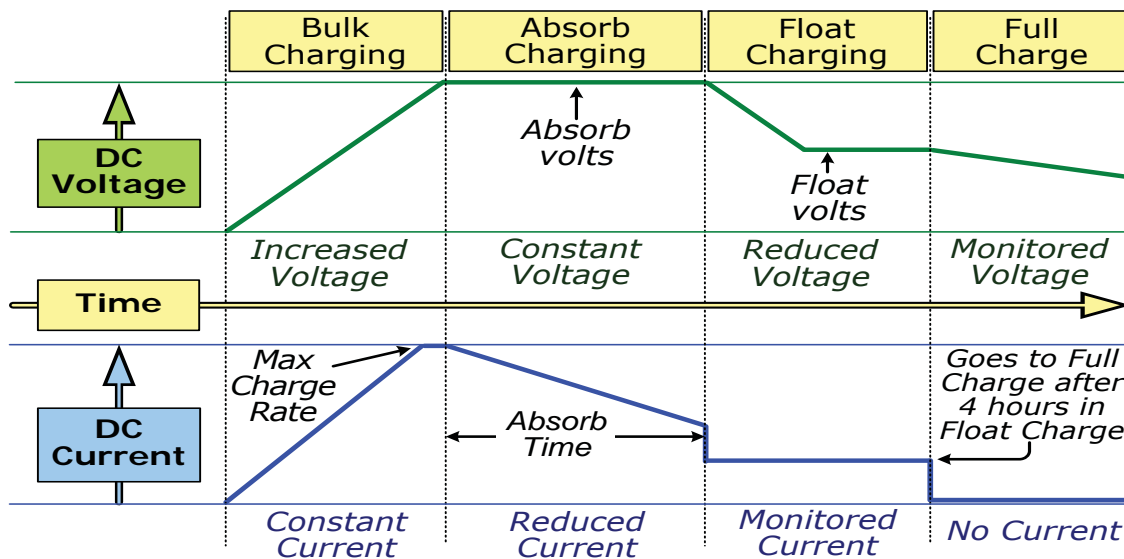 Bulk
Charging
Absorb
Charging
Float
Charging
Full
Charge
DC
Voltage
Absorb
volts
Float
volts
Increased
Voltage
Constant
Voltage
Reduced
Voltage
Monitored
Voltage
Time
DC
Current
Max
Charge
Rate
Absorb
Time
Goes to Full
Charge after
4 hours in
Float Charge
Constant
Current
Reduced
Current
Monitored
Current
No Current